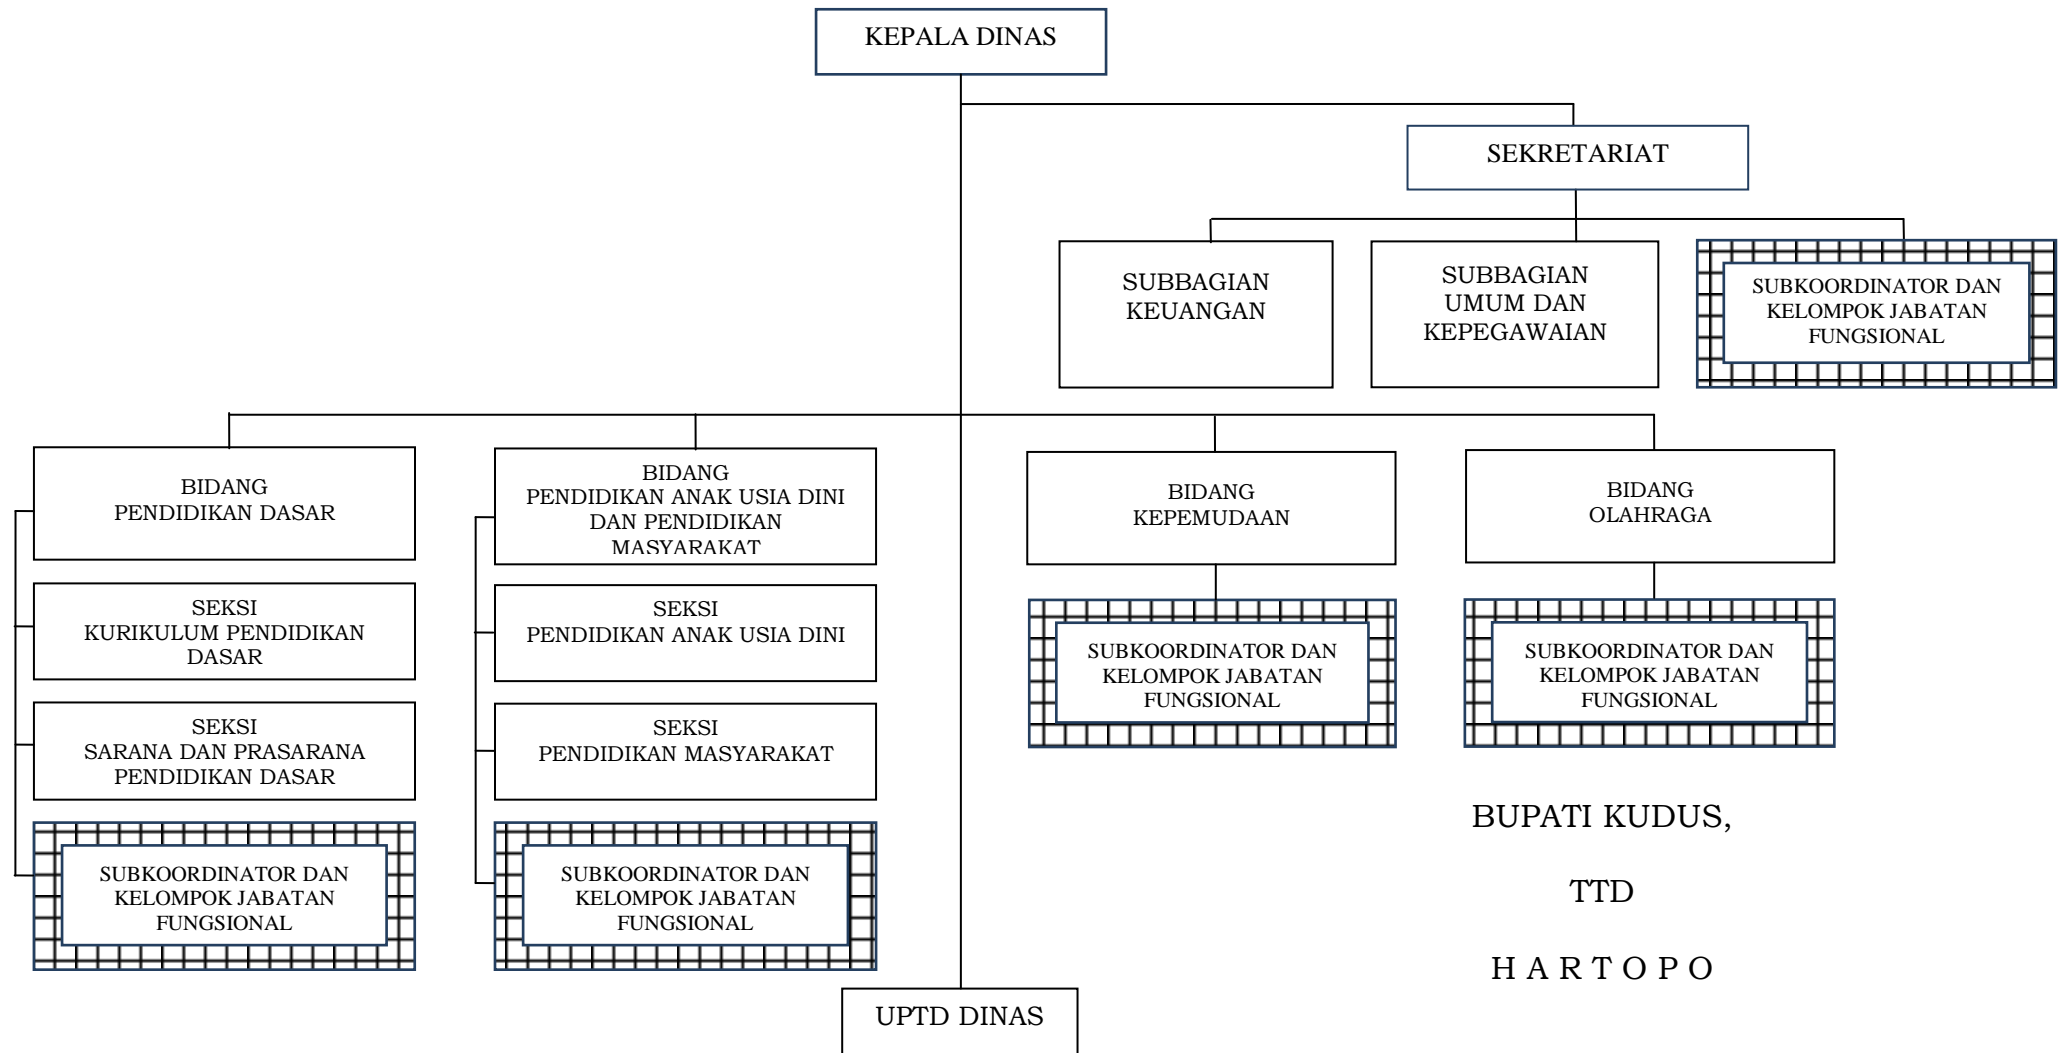 KEPALA DINAS
SEKRETARIAT
SUBBAGIAN
KEUANGAN
SUBBAGIAN
UMUM DAN
KEPEGAWAIAN
SUBKOORDINATOR DAN
KELOMPOK JABATAN
FUNGSIONAL
BIDANG
PENDIDIKAN DASAR
SEKSI
KURIKULUM PENDIDIKAN
DASAR
SEKSI
SARANA DAN PRASARANA
PENDIDIKAN DASAR
SUBKOORDINATOR DAN
KELOMPOK JABATAN
FUNGSIONAL
BIDANG
PENDIDIKAN ANAK USIA DINI
DAN PENDIDIKAN
MASYARAKAT
SEKSI
PENDIDIKAN ANAK USIA DINI
SEKSI
PENDIDIKAN MASYARAKAT
SUBKOORDINATOR DAN
KELOMPOK JABATAN
FUNGSIONAL
BIDANG
KEPEMUDAAN
SUBKOORDINATOR DAN
KELOMPOK JABATAN
FUNGSIONAL
BIDANG
OLAHRAGA
SUBKOORDINATOR DAN
KELOMPOK JABATAN
FUNGSIONAL
UPTD DINAS
BUPATI KUDUS,
TTD
H A R T O P O